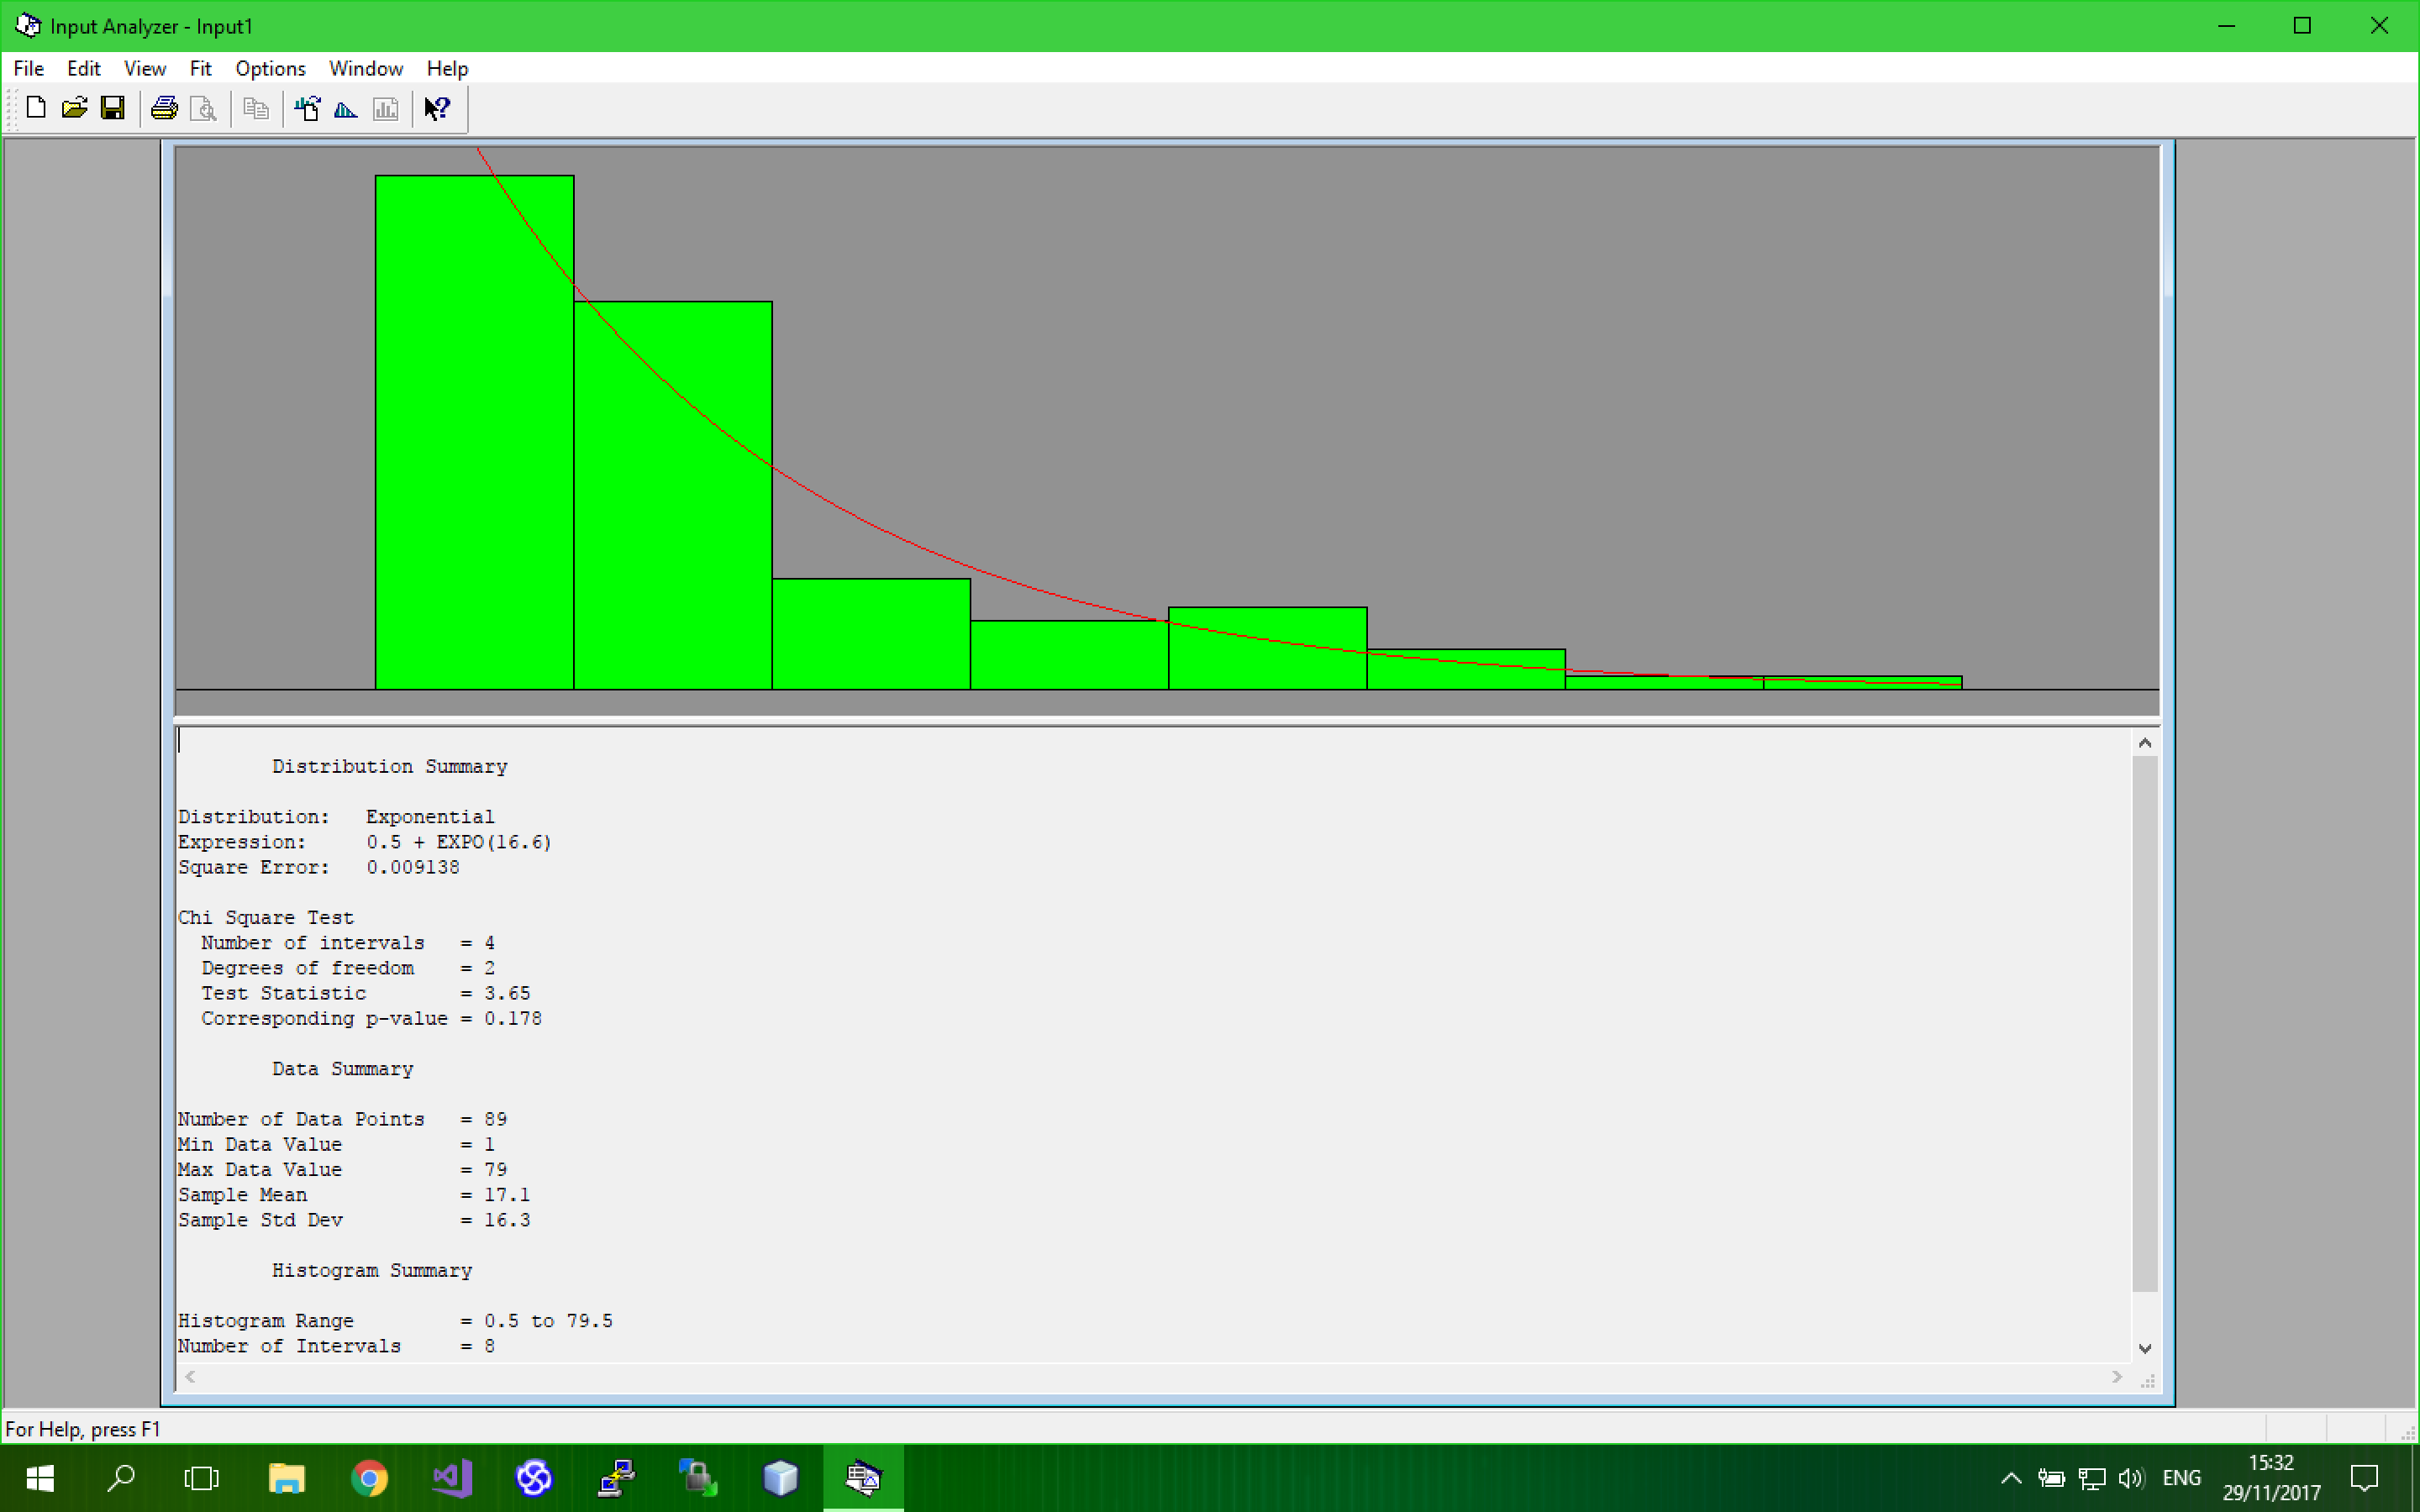 Input Analyzer - Input1
File Edit View Fit Options Window Help
Distribution Summary
Distribution: Exponential
Expression: 0.5 + EXPO(16.6)
Square Error: 0.009138
Chi Square Test
Number of intervals = 4
Degrees of freedom = 2
Test Statistic = 3.65
Corresponding p-value = 0.178
Data Summary
Number of Data Points = 89
Min Data Value = 1
Max Data Value = 79
Sample Mean = 17.1
Sample Std Dev = 16.3
Histogram Summary
Histogram Range = 0.5 to 79.5
Number of Intervals = 8
For Help, press F1
ENG
15:32
29/11/2017